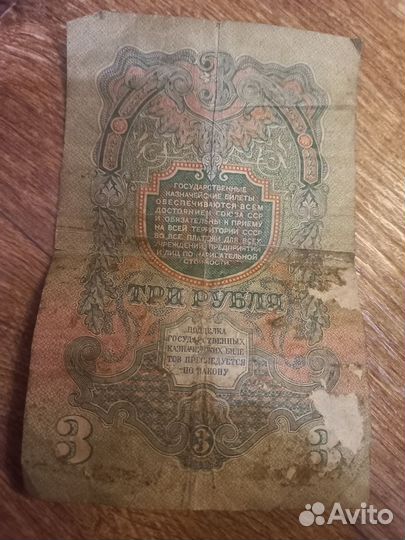 3
ГОСУДАРСТВЕННЫЕ
КАЗНАЧЕЙСКИЕ БИЛЕТЫ
ОБЕСПЕЧИВАЮТСЯ ВСЕМ
ДОСТОЯНИЕМ СОЮЗА ССР
И ОБЯЗАТЕЛЬНЫ К ПРИЕМУ
НА ВСЕЙ ТЕРРИТОРИИ СССР
ВО ВСЕ ПЛАТЕЖИ ДЛЯ ВСЕХ
УЧРЕЖДЕНИЙ, ПРЕДПРИЯТИЙ
И ЛИЦ ПО НАРИЦАТЕЛЬНОЙ
СТОИМОСТИ
ТРИ РУБЛЯ
ПОДДЕЛКА
ГОСУДАРСТВЕННЫХ
КАЗНАЧЕЙСКИХ БИЛЕ
ТОВ ПРЕСЛЕДУЕТСЯ
ПО ЗАКОНУ
3 3 3
Avito